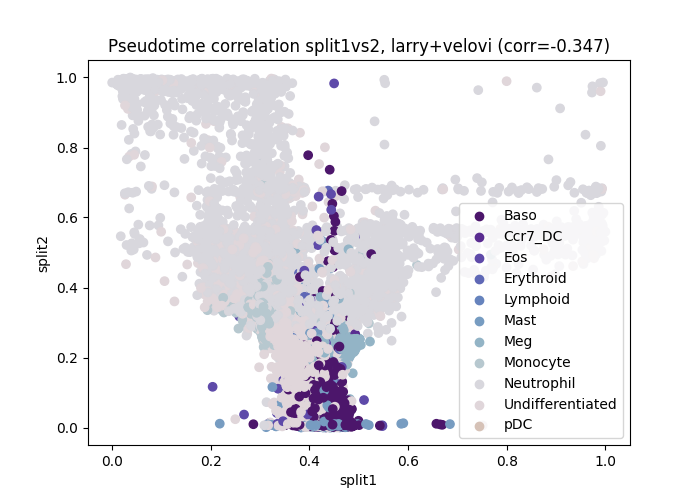 Pseudotime correlation split1vs2, larry+velovi (corr=-0.347)
split2
1.0
0.8
0.6
0.4
0.2
0.0
0.0 0.2 0.4 0.6 0.8 1.0
split1
Baso
Ccr7_DC
Eos
Erythroid
Lymphoid
Mast
Meg
Monocyte
Neutrophil
Undifferentiated
pDC